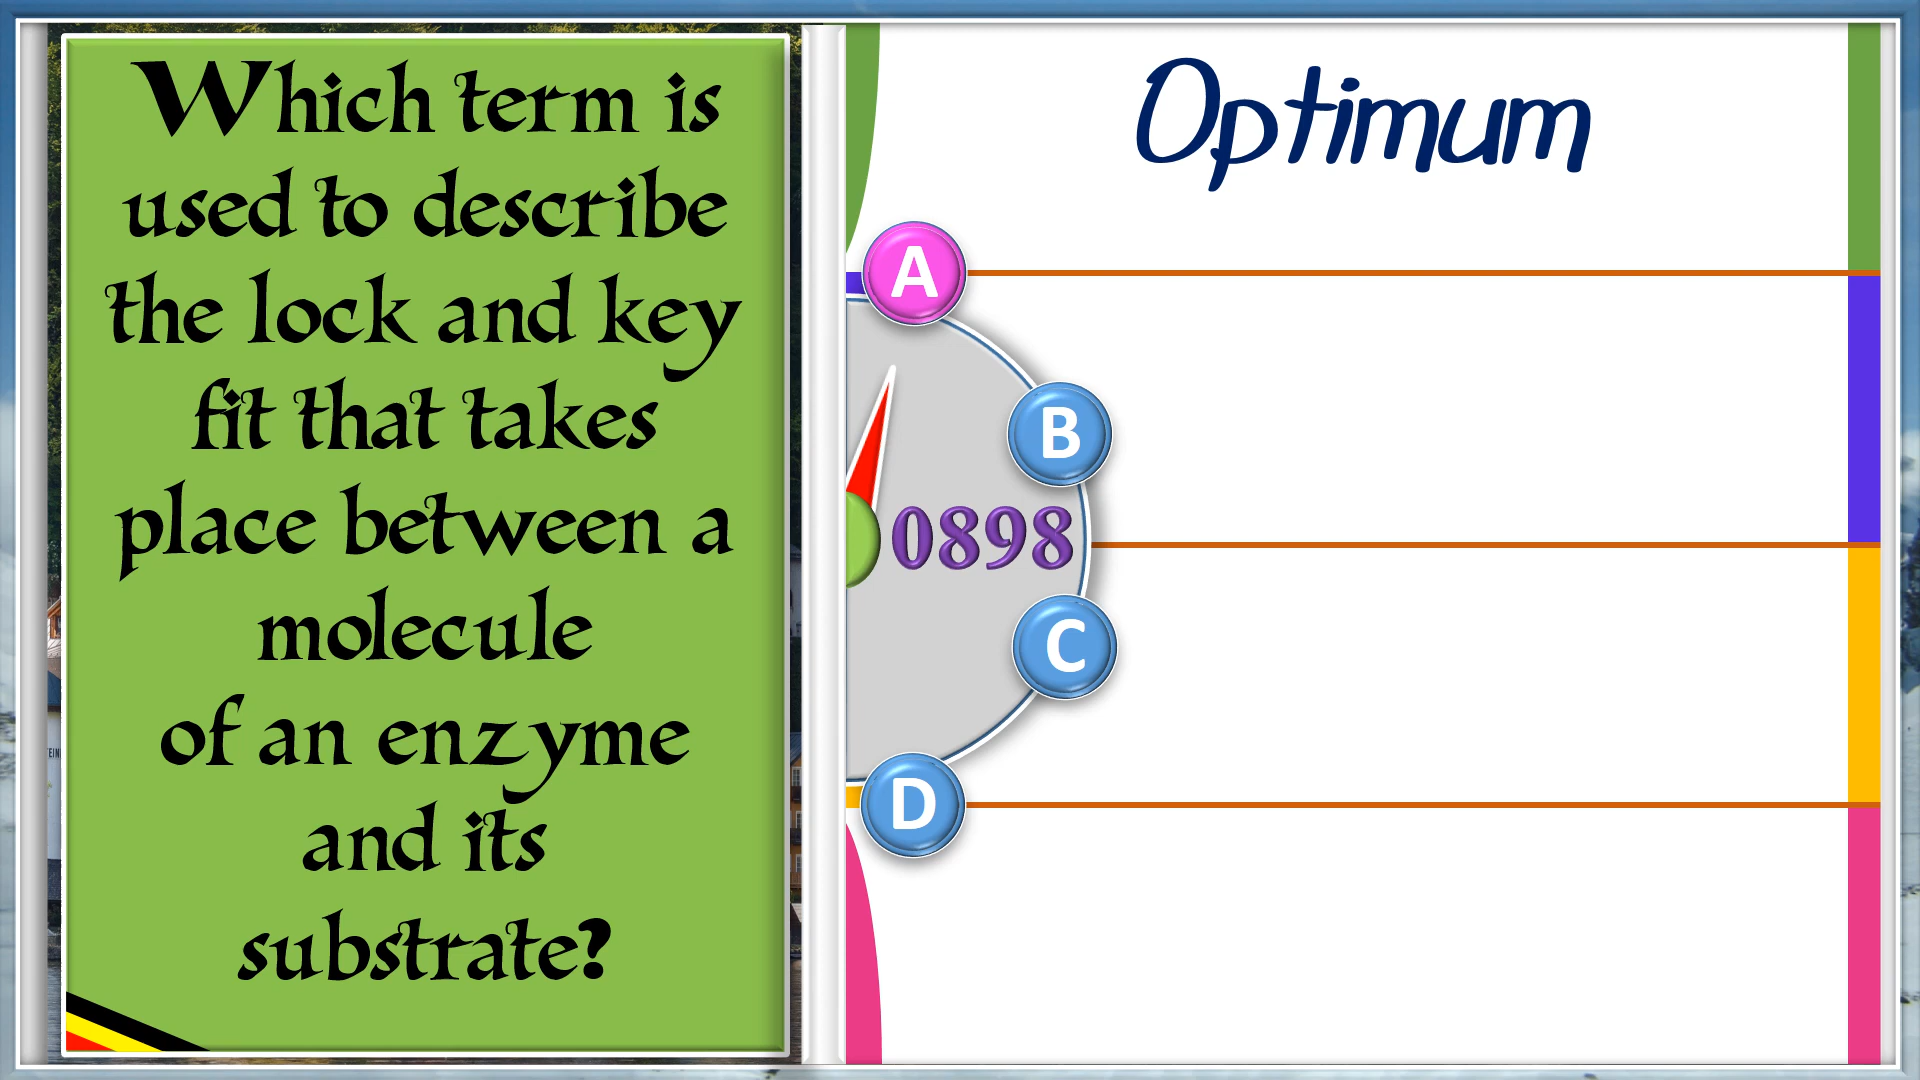 Which term is
used to describe
the lock and key
fit that takes
place between a
molecule
of an enzyme
and its
substrate?
Optimum
A
B
0898
C
D